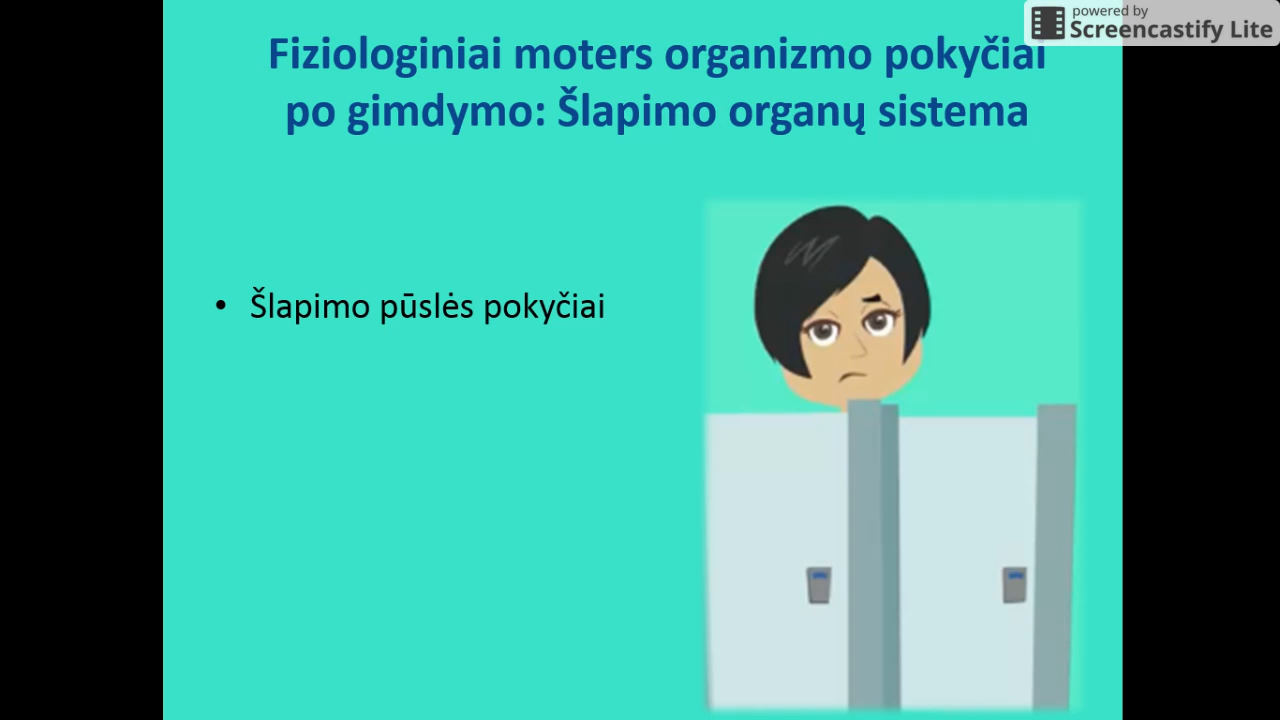 powered by
Screencastify Lite
Fiziologiniai moters organizmo pokyčiai
po gimdymo: Šlapimo organų sistema
• Šlapimo pūslės pokyčiai